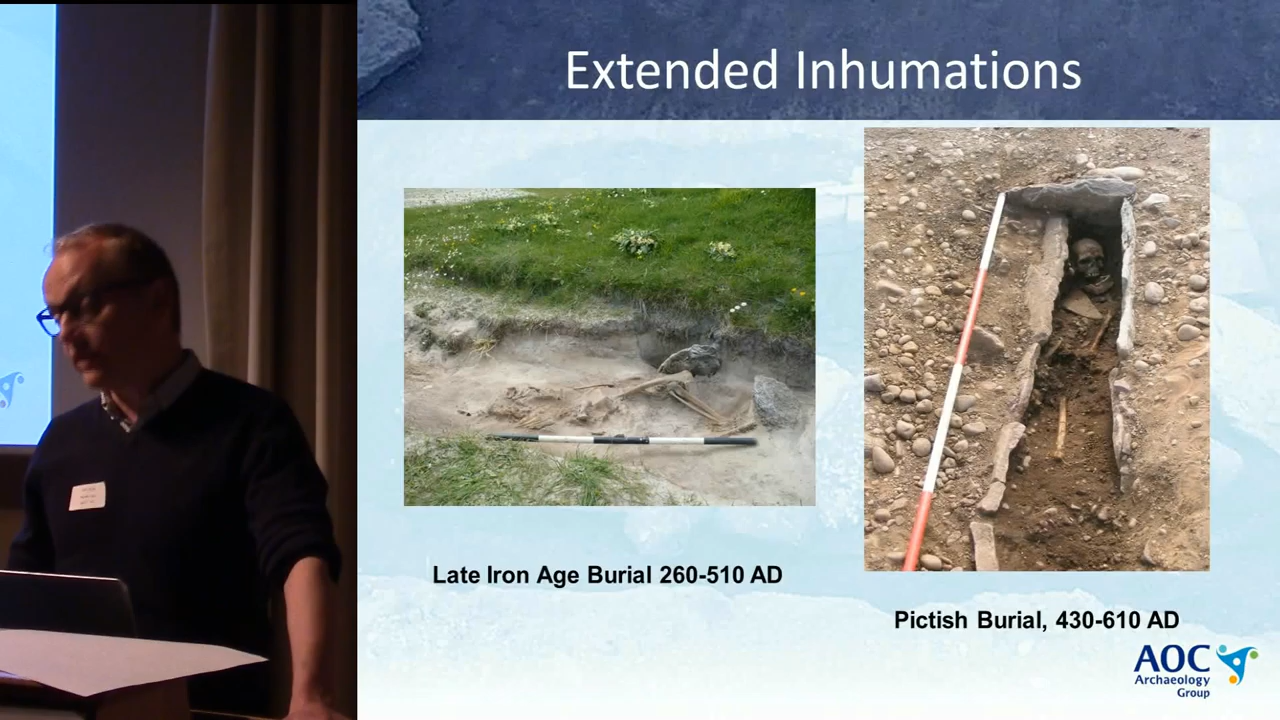 Extended Inhumations
Late Iron Age Burial 260-510 AD
Pictish Burial, 430-610 AD
AOC
Archaeology
Group